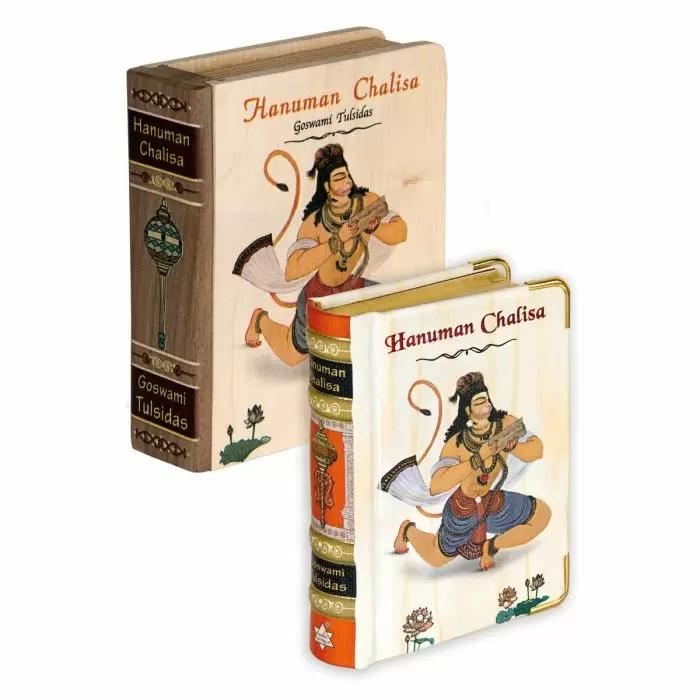 Hanuman Chalisa
Goswami Tulsidas
Hanuman
Chalisa
Goswami
Tulsidas
Hanuman Chalisa
Hanuman
Chalisa
Goswami
Tulsidas